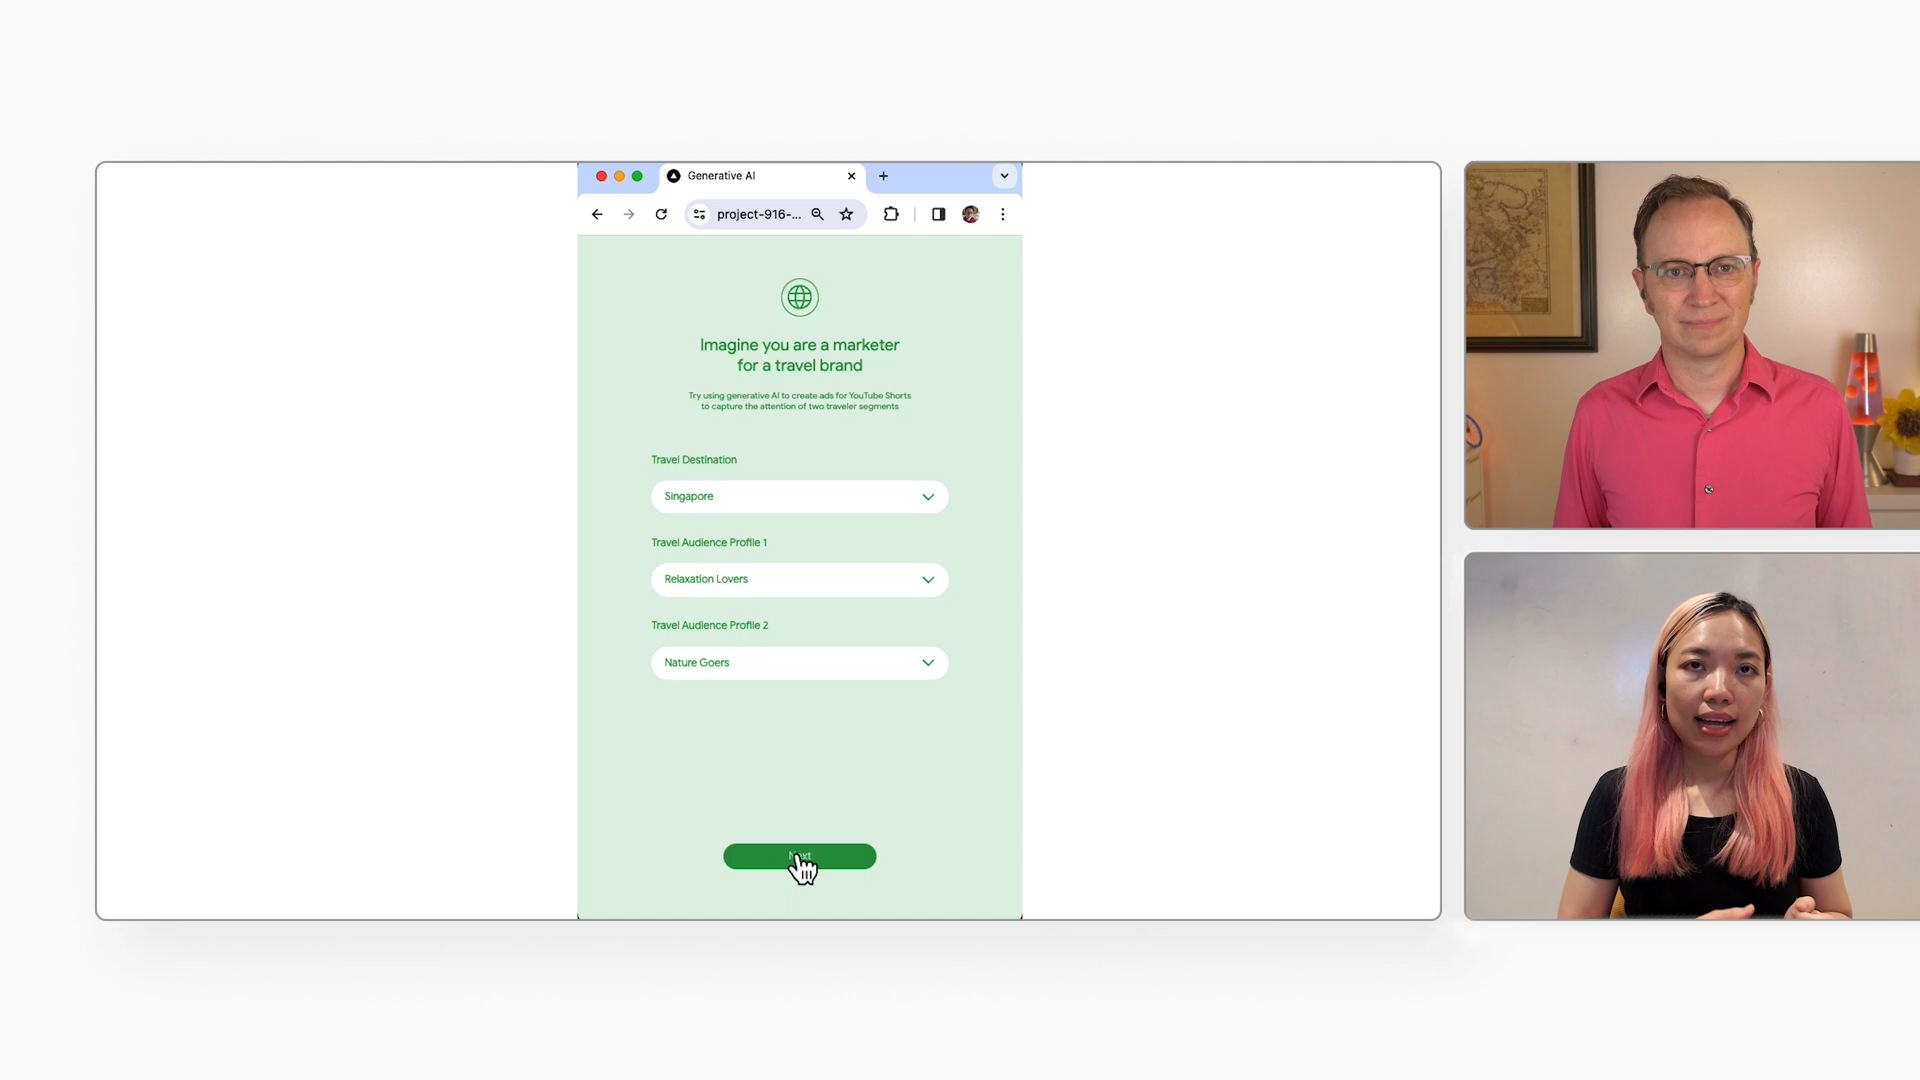 Generative AI
project-916-...
Imagine you are a marketer
for a travel brand
Try using generative AI to create ads for YouTube Shorts
to capture the attention of two traveler segments
Travel Destination
Singapore
Travel Audience Profile 1
Relaxation Lovers
Travel Audience Profile 2
Nature Goers
Next